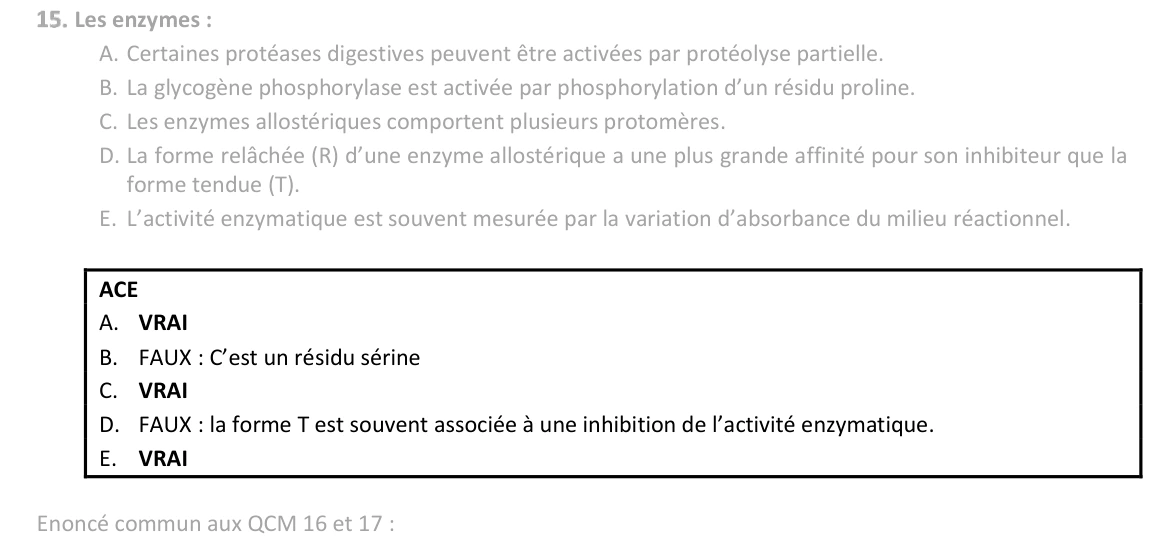 15. Les enzymes :
A. Certaines protéases digestives peuvent être activées par protéolyse partielle.
B. La glycogène phosphorylase est activée par phosphorylation d’un résidu proline.
C. Les enzymes allostériques comportent plusieurs protomères.
D. La forme relâchée (R) d’une enzyme allostérique a une plus grande affinité pour son inhibiteur que la
forme tendue (T).
E. L’activité enzymatique est souvent mesurée par la variation d’absorbance du milieu réactionnel.
ACE
A. VRAI
B. FAUX : C’est un résidu sérine
C. VRAI
D. FAUX : la forme T est souvent associée à une inhibition de l’activité enzymatique.
E. VRAI
Enoncé commun aux QCM 16 et 17 :